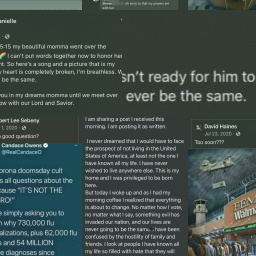 anielle
5:15 my beautiful momma went over the
I can't put words together now to honor her
nt. So here's a song and a picture that is my
heart is completely broken, I'm breathless. W
be the same.
you in my dreams momma until we meet over
ow with our Lord and Savior.
sn't ready for him to
ever be the same.
bert Lee Sebeny
1, 2020
good question?
Candace Owens
@RealCandaceO
orona doomsday cult
s all questions about the
cause "IT'S NOT THE
RO!"
e simply asking you to
n why 730,000 flu
alizations, plus 62,000 flu
s and 54 MILLION
e diagnoses since
I am sharing a post I received this
morning. I am posting it as written.
I never dreamed that I would have to face
the prospect of not living in the United
States of America, at least not the one I
have known all my life. I have never
wished to live anywhere else. This is my
home and I was privileged to be born
here.
But today I woke up and as I had my
morning coffee I realized that everything
is about to change. No matter how I vote,
no matter what I say, something evil has
invaded our nation, and our lives are
never going to be the same. I have been
confused by the hostility of family and
friends. I look at people I have known all
my life so filled with hate that they will
David Haines
Jul 23, 2020
Too soon???
Walm